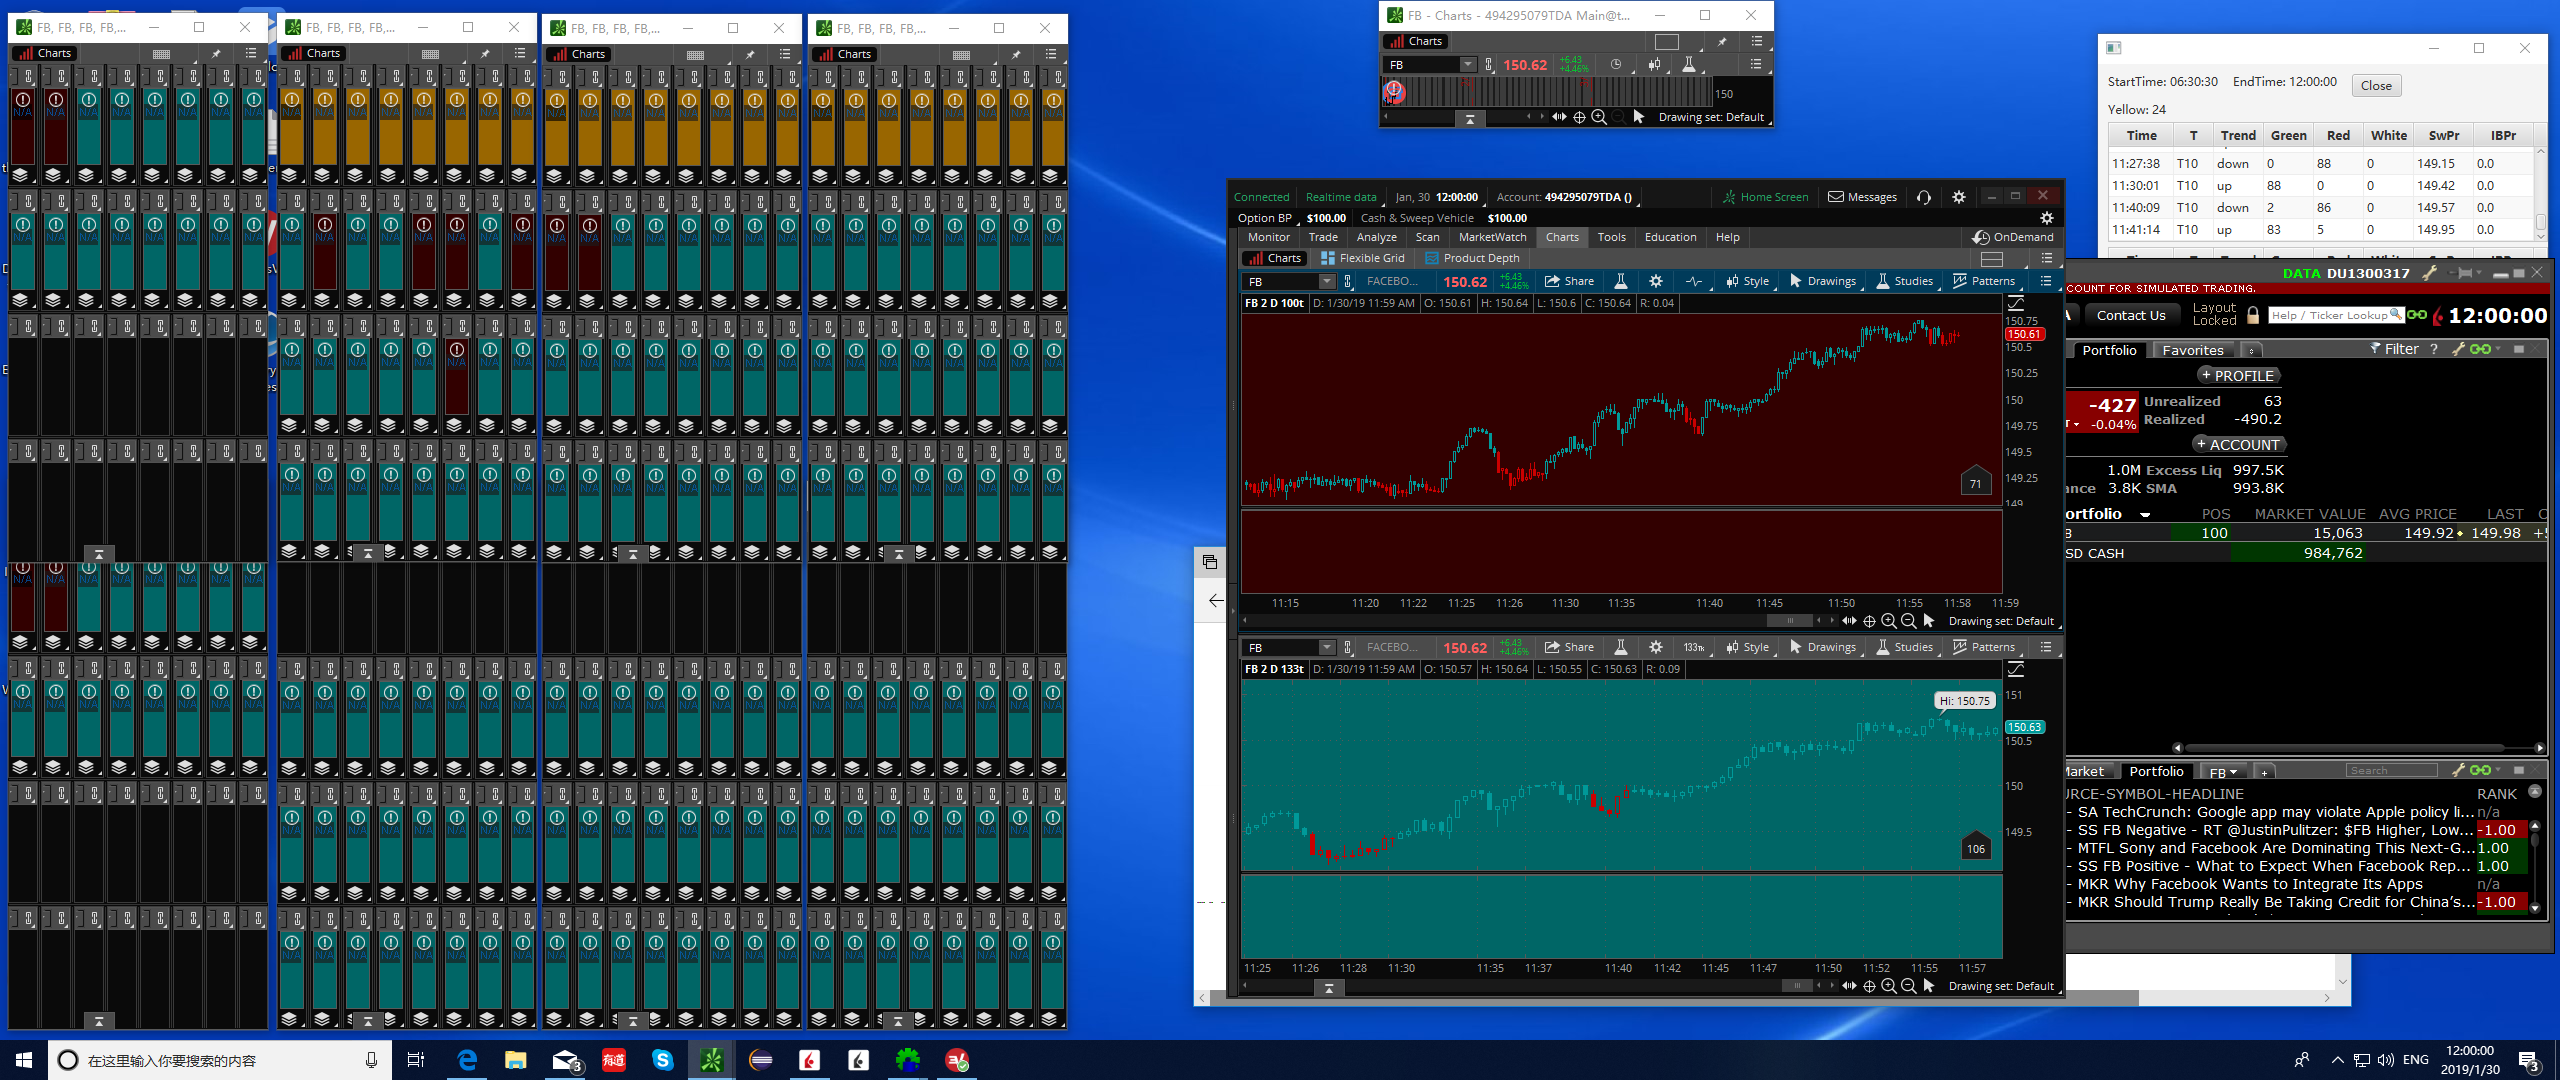 FB, FB, FB, FB,...
Charts
FB, FB, FB, FB,...
Charts
FB, FB, FB, FB,...
Charts
FB, FB, FB, FB,...
Charts
FB - Charts - 494295079TDA Main@t...
Charts
FB 150.62 +6.43 +4.46%
150
Drawing set: Default
StartTime: 06:30:30 EndTime: 12:00:00 Close
Yellow: 24
Time T Trend Green Red White SwPr IBPr
11:27:38 T10 down 0 88 0 149.15 0.0
11:30:01 T10 up 88 0 0 149.42 0.0
11:40:09 T10 down 2 86 0 149.57 0.0
11:41:14 T10 up 83 5 0 149.95 0.0
Connected Realtime data Jan, 30 12:00:00 Account: 494295079TDA () Home Screen Messages
Option BP $100.00 Cash & Sweep Vehicle $100.00
Monitor Trade Analyze Scan MarketWatch Charts Tools Education Help OnDemand
Charts Flexible Grid Product Depth
FB FACEBO... 150.62 +6.43 +4.46% Share Style Drawings Studies Patterns
FB 2 D 100t D: 1/30/19 11:59 AM O: 150.61 H: 150.64 L: 150.6 C: 150.64 R: 0.04
150.75
150.61
150.5
150.25
150
149.75
149.5
149.25
149
71
11:15 11:20 11:22 11:25 11:26 11:30 11:35 11:40 11:45 11:50 11:55 11:58 11:59
Drawing set: Default
FB FACEBO... 150.62 +6.43 +4.46% Share 133tk Style Drawings Studies Patterns
FB 2 D 133t D: 1/30/19 11:59 AM O: 150.57 H: 150.64 L: 150.55 C: 150.63 R: 0.09
Hi: 150.75
151
150.63
150.5
150
149.5
106
11:25 11:26 11:28 11:30 11:35 11:37 11:40 11:42 11:45 11:47 11:50 11:52 11:55 11:57
Drawing set: Default
DATA DU1300317
COUNT FOR SIMULATED TRADING.
Contact Us Layout Locked Help / Ticker Lookup 12:00:00
Portfolio Favorites Filter ?
+ PROFILE
-427 Unrealized 63
-0.04% Realized -490.2
+ ACCOUNT
1.0M Excess Liq 997.5K
ance 3.8K SMA 993.8K
ortfolio POS MARKET VALUE AVG PRICE LAST C
B 100 15,063 149.92 149.98
SD CASH 984,762
Market Portfolio FB + Search
URCE-SYMBOL-HEADLINE RANK
- SA TechCrunch: Google app may violate Apple policy li... n/a
- SS FB Negative - RT @JustinPulitzer: $FB Higher, Low... -1.00
- MTFL Sony and Facebook Are Dominating This Next-G... 1.00
- SS FB Positive - What to Expect When Facebook Rep... 1.00
- MKR Why Facebook Wants to Integrate Its Apps n/a
- MKR Should Trump Really Be Taking Credit for China's... -1.00
在这里输入你要搜索的内容
3
有道
ENG
12:00:00
2019/1/30
3